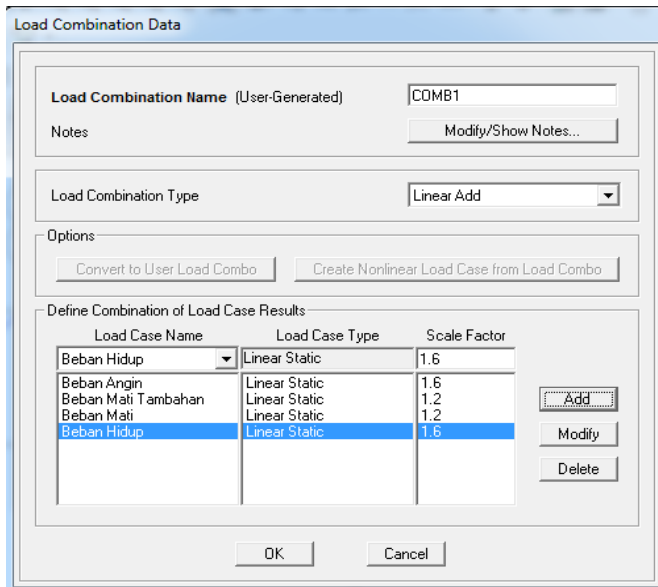 Load Combination Data
Load Combination Name (User-Generated) COMB1
Notes Modify/Show Notes...
Load Combination Type Linear Add
Options
Convert to User Load Combo Create Nonlinear Load Case from Load Combo
Define Combination of Load Case Results
Load Case Name Load Case Type Scale Factor
Beban Hidup Linear Static 1.6
Beban Angin Linear Static 1.6
Beban Mati Tambahan Linear Static 1.2
Beban Mati Linear Static 1.2
Beban Hidup Linear Static 1.6
Add
Modify
Delete
OK Cancel